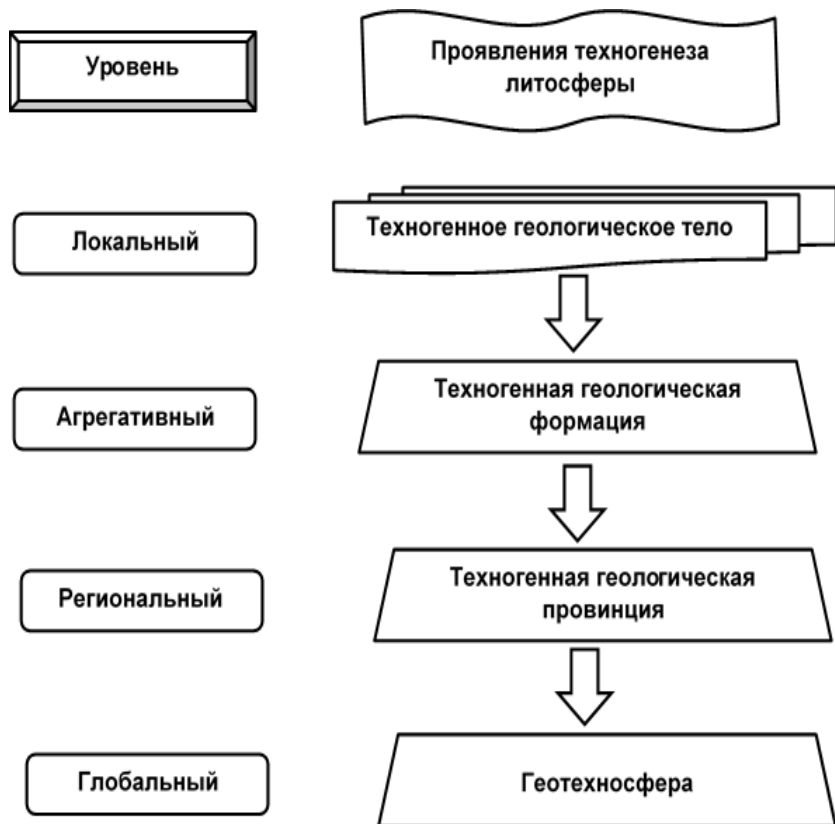 Уровень
Проявления техногенеза
литосферы
Локальный
Техногенное геологическое тело
Агрегативный
Техногенная геологическая
формация
Региональный
Техногенная геологическая
провинция
Глобальный
Геотехносфера